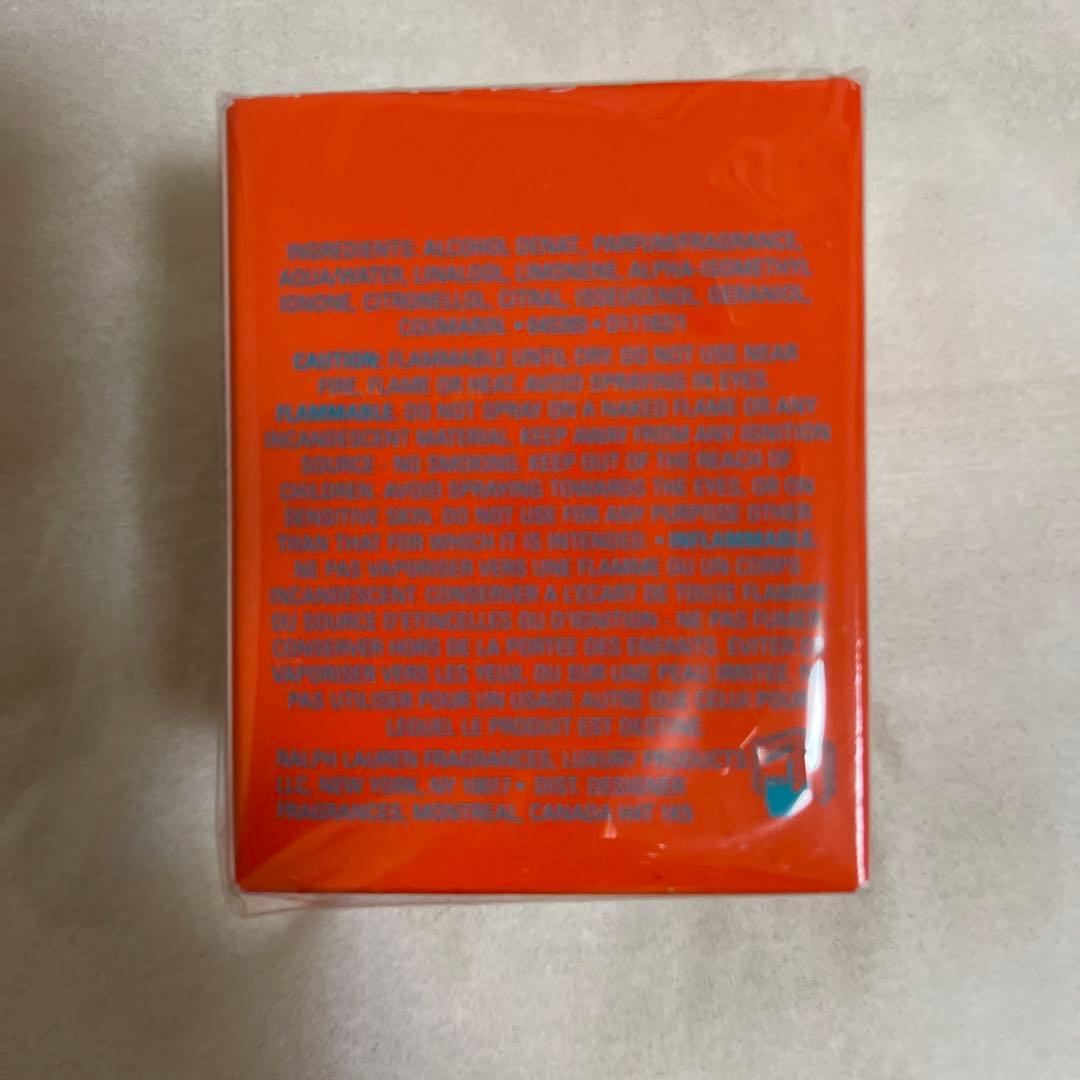 INGREDIENTS: ALCOHOL DENAT., PARFUM/FRAGRANCE,
AQUA/WATER, LINALOOL, LIMONENE, ALPHA-ISOMETHYL
IONONE, CITRONELLOL, CITRAL, ISOEUGENOL, GERANIOL,
COUMARIN. •
CAUTION: FLAMMABLE UNTIL DRY. DO NOT USE NEAR
FIRE, FLAME OR HEAT. AVOID SPRAYING IN EYES.
FLAMMABLE. DO NOT SPRAY ON A NAKED FLAME OR ANY
INCANDESCENT MATERIAL. KEEP AWAY FROM ANY IGNITION
SOURCE - NO SMOKING. KEEP OUT OF THE REACH OF
CHILDREN. AVOID SPRAYING TOWARDS THE EYES, OR ON
SENSITIVE SKIN. DO NOT USE FOR ANY PURPOSE OTHER
THAN THAT FOR WHICH IT IS INTENDED. • INFLAMMABLE.
NE PAS VAPORISER VERS UNE FLAMME OU UN CORPS
INCANDESCENT. CONSERVER A L'ECART DE TOUTE FLAMME
OU SOURCE D'ETINCELLES OU D'IGNITION - NE PAS FUMER.
CONSERVER HORS DE LA PORTEE DES ENFANTS. EVITER DE
VAPORISER VERS LES YEUX, OU SUR UNE PEAU IRRITEE.
PAS UTILISER POUR UN USAGE AUTRE QUE CELUI POUR
LEQUEL LE PRODUIT EST DESTINE.
RALPH LAUREN FRAGRANCES, LUXURY PRODUCTS
LLC, NEW YORK, NY 10017 • DIST. DESIGNER
FRAGRANCES, MONTREAL, CANADA